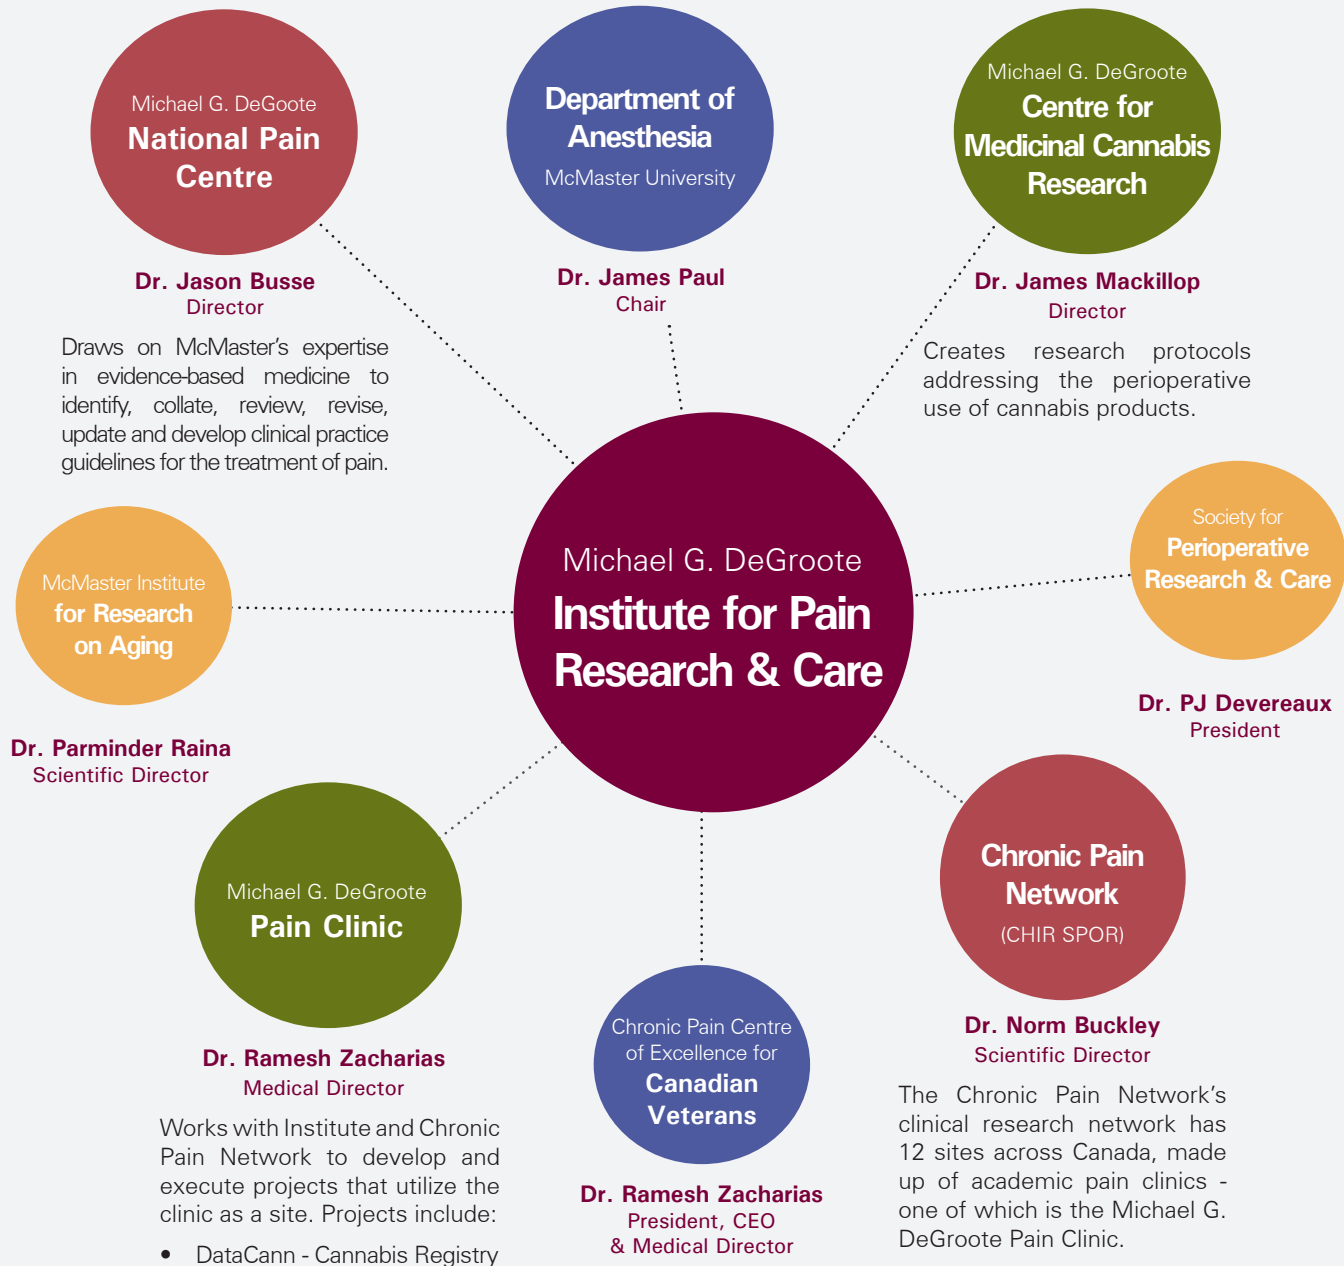 Michael G. DeGoote
National Pain
Centre
Dr. Jason Busse
Director
Draws on McMaster’s expertise
in evidence-based medicine to
identify, collate, review, revise,
update and develop clinical practice
guidelines for the treatment of pain.
Department of
Anesthesia
McMaster University
Dr. James Paul
Chair
Michael G. DeGroote
Centre for
Medicinal Cannabis
Research
Dr. James Mackillop
Director
Creates research protocols
addressing the perioperative
use of cannabis products.
McMaster Institute
for Research
on Aging
Dr. Parminder Raina
Scientific Director
Michael G. DeGroote
Institute for Pain
Research & Care
Society for
Perioperative
Research & Care
Dr. PJ Devereaux
President
Michael G. DeGroote
Pain Clinic
Dr. Ramesh Zacharias
Medical Director
Works with Institute and Chronic
Pain Network to develop and
execute projects that utilize the
clinic as a site. Projects include:
• DataCann - Cannabis Registry
Chronic Pain Centre
of Excellence for
Canadian
Veterans
Dr. Ramesh Zacharias
President, CEO
& Medical Director
Chronic Pain
Network
(CHIR SPOR)
Dr. Norm Buckley
Scientific Director
The Chronic Pain Network’s
clinical research network has
12 sites across Canada, made
up of academic pain clinics -
one of which is the Michael G.
DeGroote Pain Clinic.